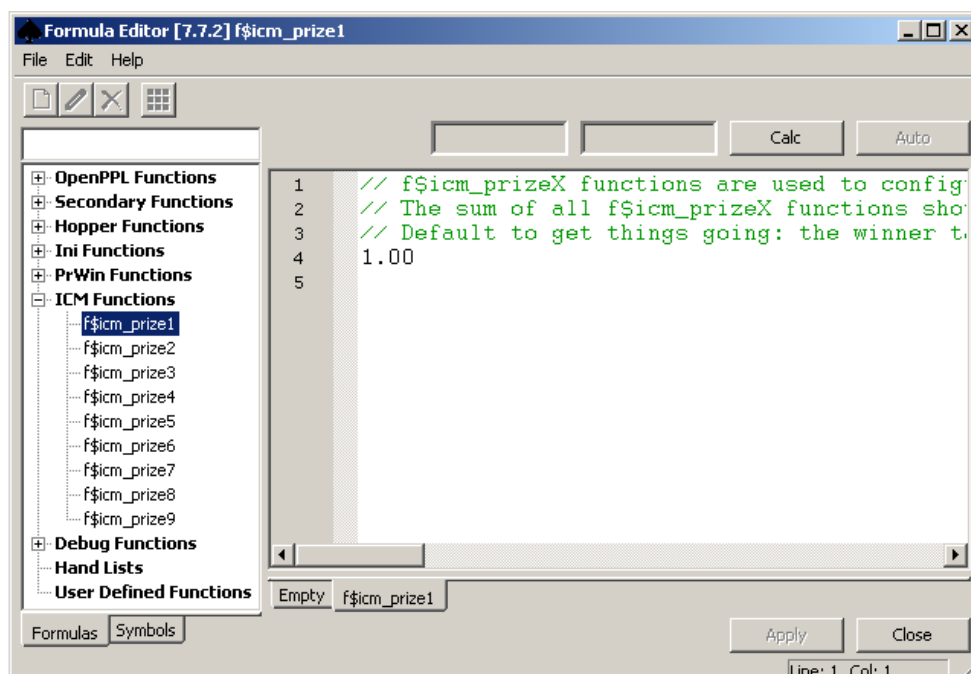 Formula Editor [7.7.2] f$icm_prize1
File Edit Help
Calc Auto
OpenPPL Functions
Secondary Functions
Hopper Functions
Ini Functions
PrWin Functions
ICM Functions
f$icm_prize1
f$icm_prize2
f$icm_prize3
f$icm_prize4
f$icm_prize5
f$icm_prize6
f$icm_prize7
f$icm_prize8
f$icm_prize9
Debug Functions
Hand Lists
User Defined Functions
Formulas Symbols
1 // f$icm_prizeX functions are used to config
2 // The sum of all f$icm_prizeX functions sho
3 // Default to get things going: the winner t
4 1.00
5
Empty f$icm_prize1
Apply Close
Line: 1 Col: 1